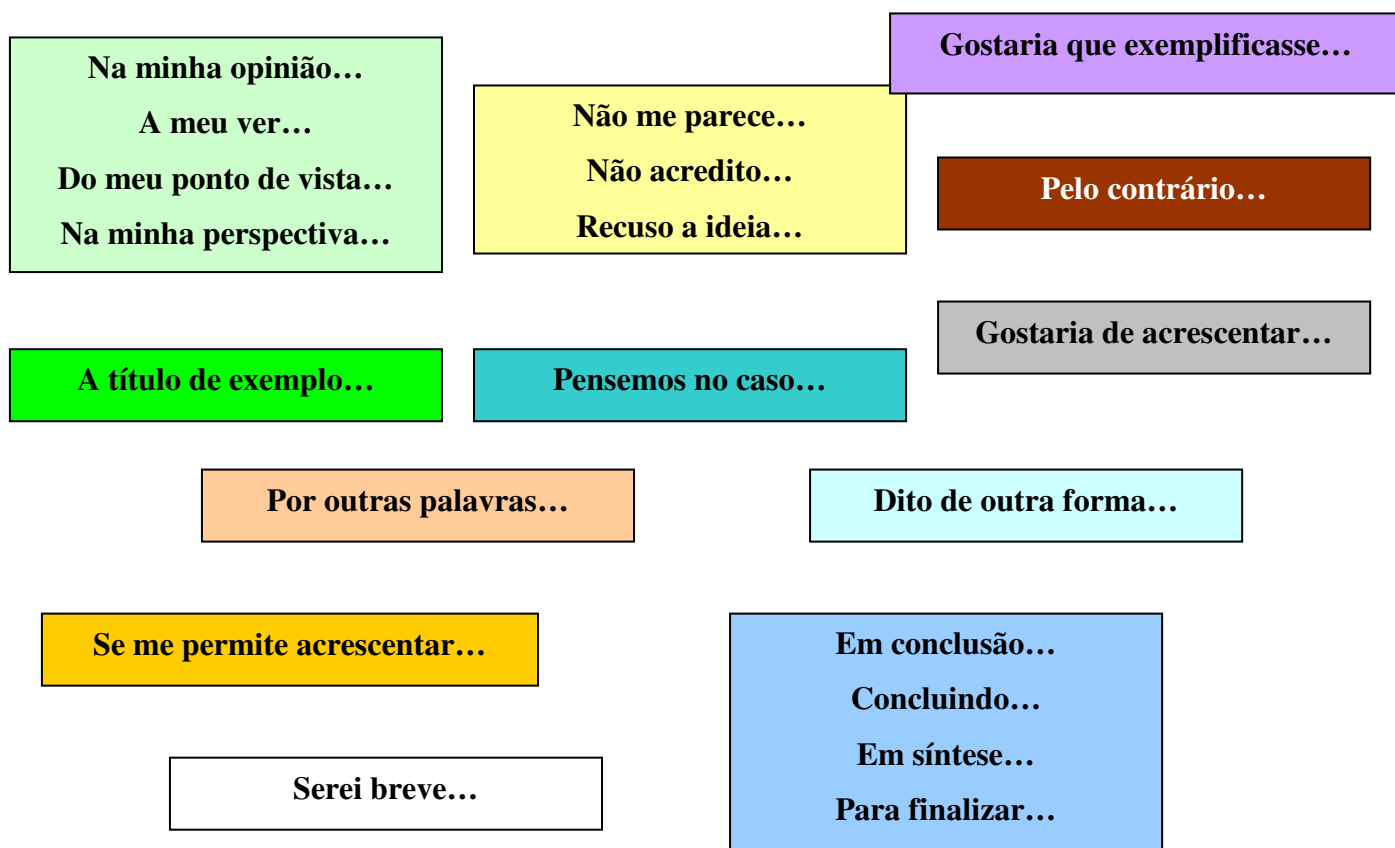 Na minha opinião…
A meu ver…
Do meu ponto de vista…
Na minha perspectiva…
Não me parece…
Não acredito…
Recuso a ideia…
Gostaria que exemplificasse…
Pelo contrário…
Gostaria de acrescentar…
A título de exemplo…
Pensemos no caso…
Por outras palavras…
Dito de outra forma…
Se me permite acrescentar…
Serei breve…
Em conclusão…
Concluindo…
Em síntese…
Para finalizar…